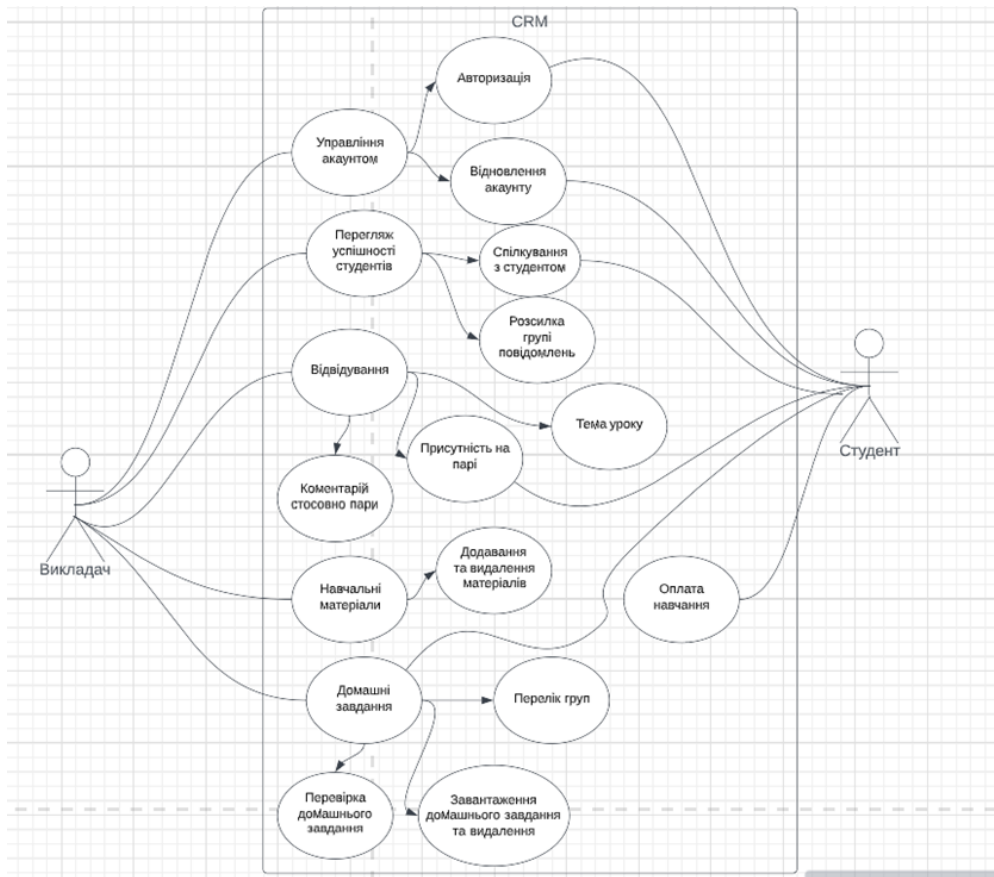 CRM
Авторизація
Управління
акаунтом
Відновлення
акаунту
Перегляж
успішності
студентів
Спілкування
з студентом
Розсилка
групі
повідомлень
Відвідування
Тема уроку
Присутність на
парі
Коментарій
стосовно пари
Студент
Викладач
Додавання
та видалення
матеріалів
Навчальні
матеріали
Оплата
навчання
Домашні
завдання
Перелік груп
Перевірка
домашнього
завдання
Завантаження
домашнього завдання
та видалення